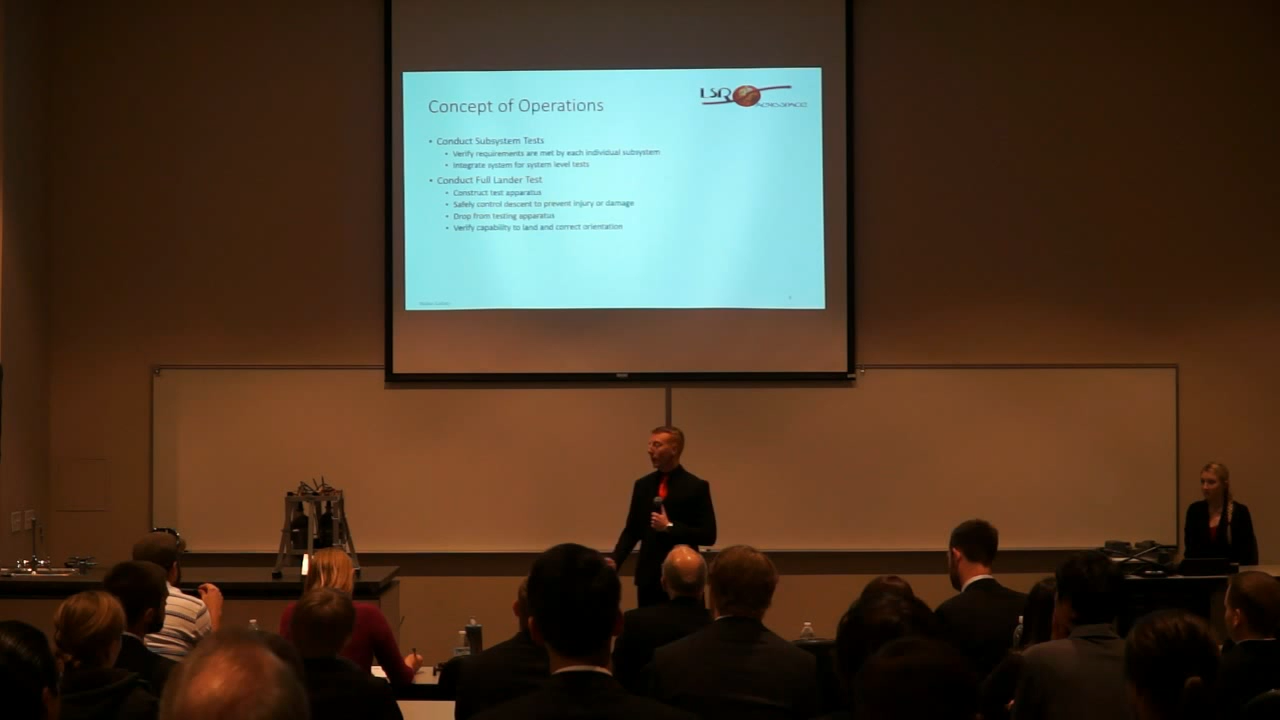 Concept of Operations
LSR
AEROSPACE
• Conduct Subsystem Tests
• Verify requirements are met by each individual subsystem
• Integrate system for system level tests
• Conduct Full Lander Test
• Construct test apparatus
• Safely control descent to prevent injury or damage
• Drop from testing apparatus
• Verify capability to land and correct orientation